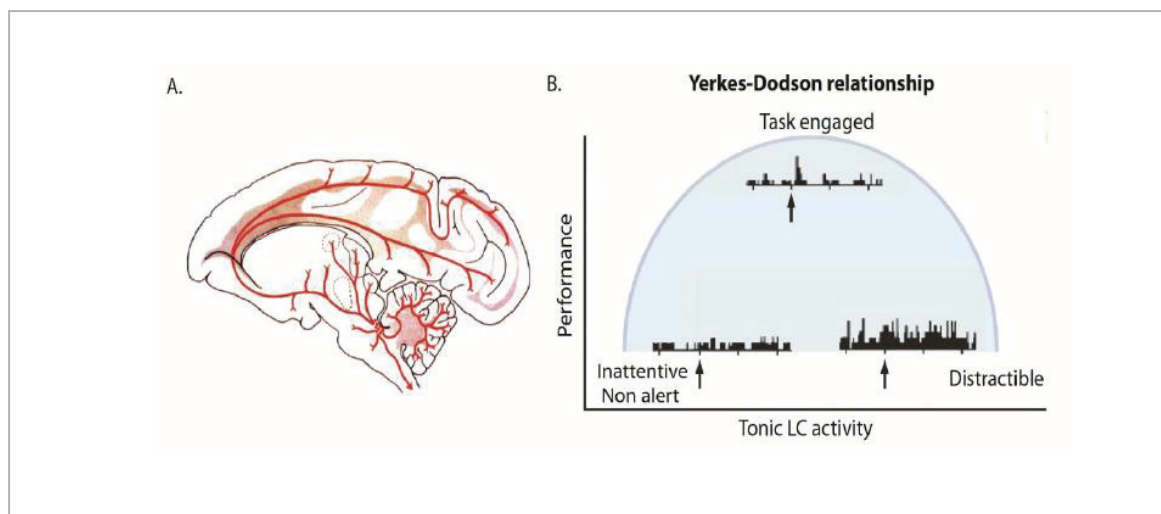 A.
B.
Yerkes-Dodson relationship
Task engaged
Performance
Inattentive
Non alert
Distractible
Tonic LC activity